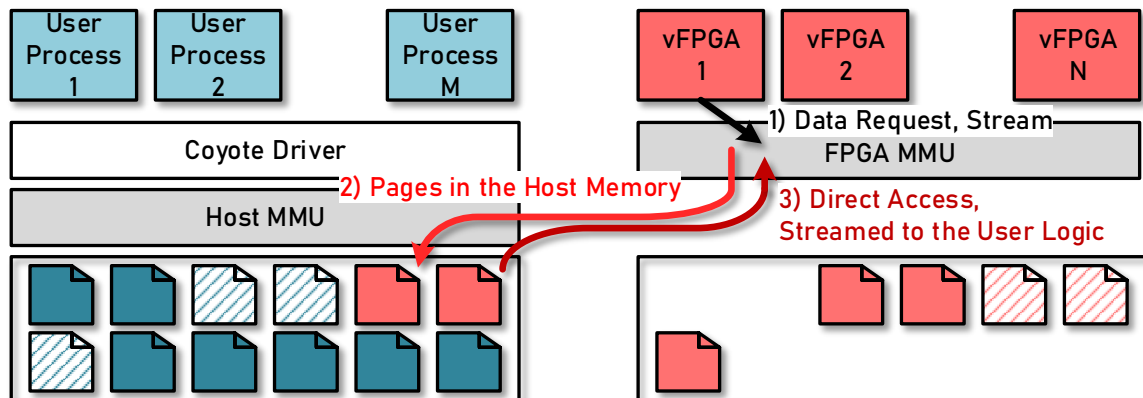 User
Process
1
User
Process
2
User
Process
M
vFPGA
1
vFPGA
2
vFPGA
N
1) Data Request, Stream
Coyote Driver
FPGA MMU
2) Pages in the Host Memory
Host MMU
3) Direct Access,
Streamed to the User Logic